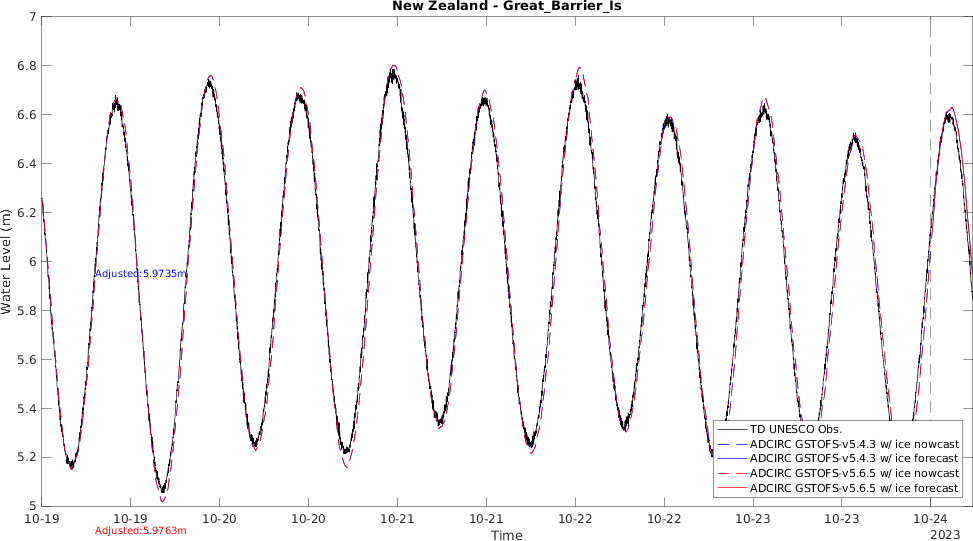 New Zealand - Great_Barrier_Is
7
6.8
6.6
6.4
6.2
6
5.8
5.6
5.4
5.2
5
Water Level (m)
Adjusted:5.9735m
TD UNESCO Obs.
ADCIRC GSTOFS-v5.4.3 w/ ice nowcast
ADCIRC GSTOFS-v5.4.3 w/ ice forecast
ADCIRC GSTOFS-v5.6.5 w/ ice nowcast
ADCIRC GSTOFS-v5.6.5 w/ ice forecast
10-19 10-19 10-20 10-20 10-21 10-21 10-22 10-22 10-23 10-23 10-24
Adjusted:5.9763m
Time
2023